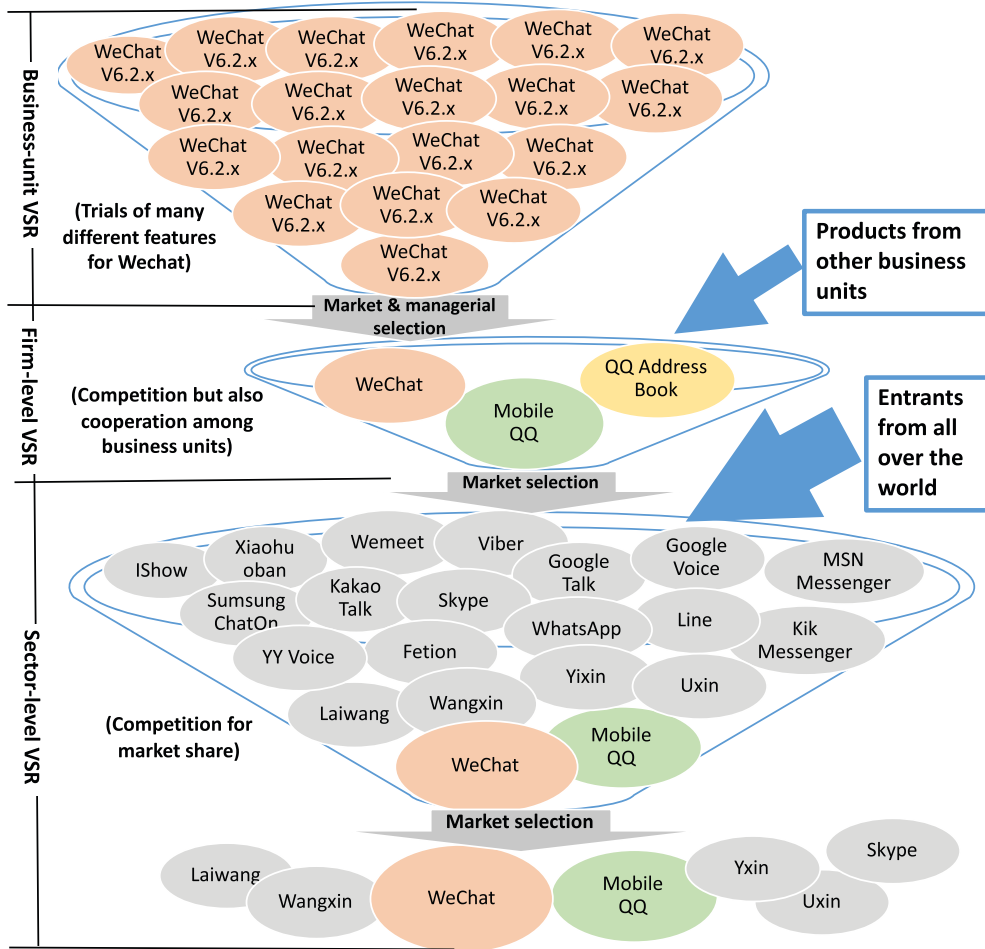 Business-unit VSR
WeChat
V6.2.x
WeChat
V6.2.x
WeChat
V6.2.x
WeChat
V6.2.x
WeChat
V6.2.x
WeChat
V6.2.x
WeChat
V6.2.x
WeChat
V6.2.x
WeChat
V6.2.x
WeChat
V6.2.x
WeChat
V6.2.x
WeChat
V6.2.x
WeChat
V6.2.x
WeChat
V6.2.x
WeChat
V6.2.x
WeChat
V6.2.x
WeChat
V6.2.x
WeChat
V6.2.x
WeChat
V6.2.x
(Trials of many
different features
for Wechat)
Market & managerial
selection
Products from
other business
units
Firm-level VSR
(Competition but also
cooperation among
business units)
WeChat
Mobile
QQ
QQ Address
Book
Market selection
Entrants
from all
over the
world
Sector-level VSR
IShow
Xiaohu
oban
Wemeet
Viber
Google
Talk
Google
Voice
MSN
Messenger
Sumsung
ChatOn
Kakao
Talk
Skype
WhatsApp
Line
Kik
Messenger
YY Voice
Fetion
Yixin
Uxin
Laiwang
Wangxin
(Competition for
market share)
WeChat
Mobile
QQ
Market selection
Laiwang
Wangxin
WeChat
Mobile
QQ
Yxin
Uxin
Skype